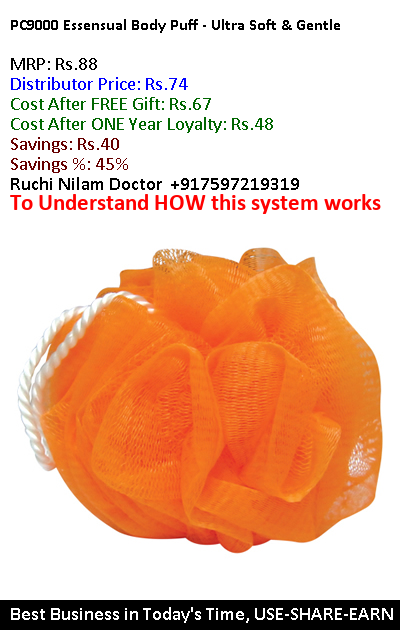 PC9000 Essensual Body Puff - Ultra Soft & Gentle
MRP: Rs.88
Distributor Price: Rs.74
Cost After FREE Gift: Rs.67
Cost After ONE Year Loyalty: Rs.48
Savings: Rs.40
Savings %: 45%
Ruchi Nilam Doctor +917597219319
To Understand HOW this system works
Best Business in Today's Time, USE-SHARE-EARN